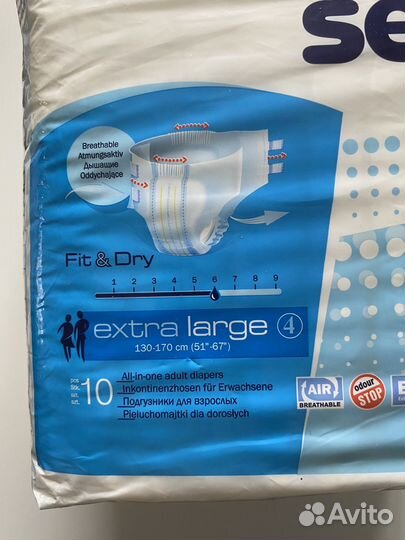 se
Breathable
Atmungsaktiv
Дышащие
Oddychające
Fit & Dry
1 2 3 4 5 6 7 8 9
extra large 4
130-170 cm (51"-67")
pcs.
Stk.
шт.
szt.
10
All-in-one adult diapers
Inkontinenzhosen für Erwachsene
Подгузники для взрослых
Pieluchomajtki dla dorosłych
AIR
BREATHABLE
odour
STOP
E
Avito